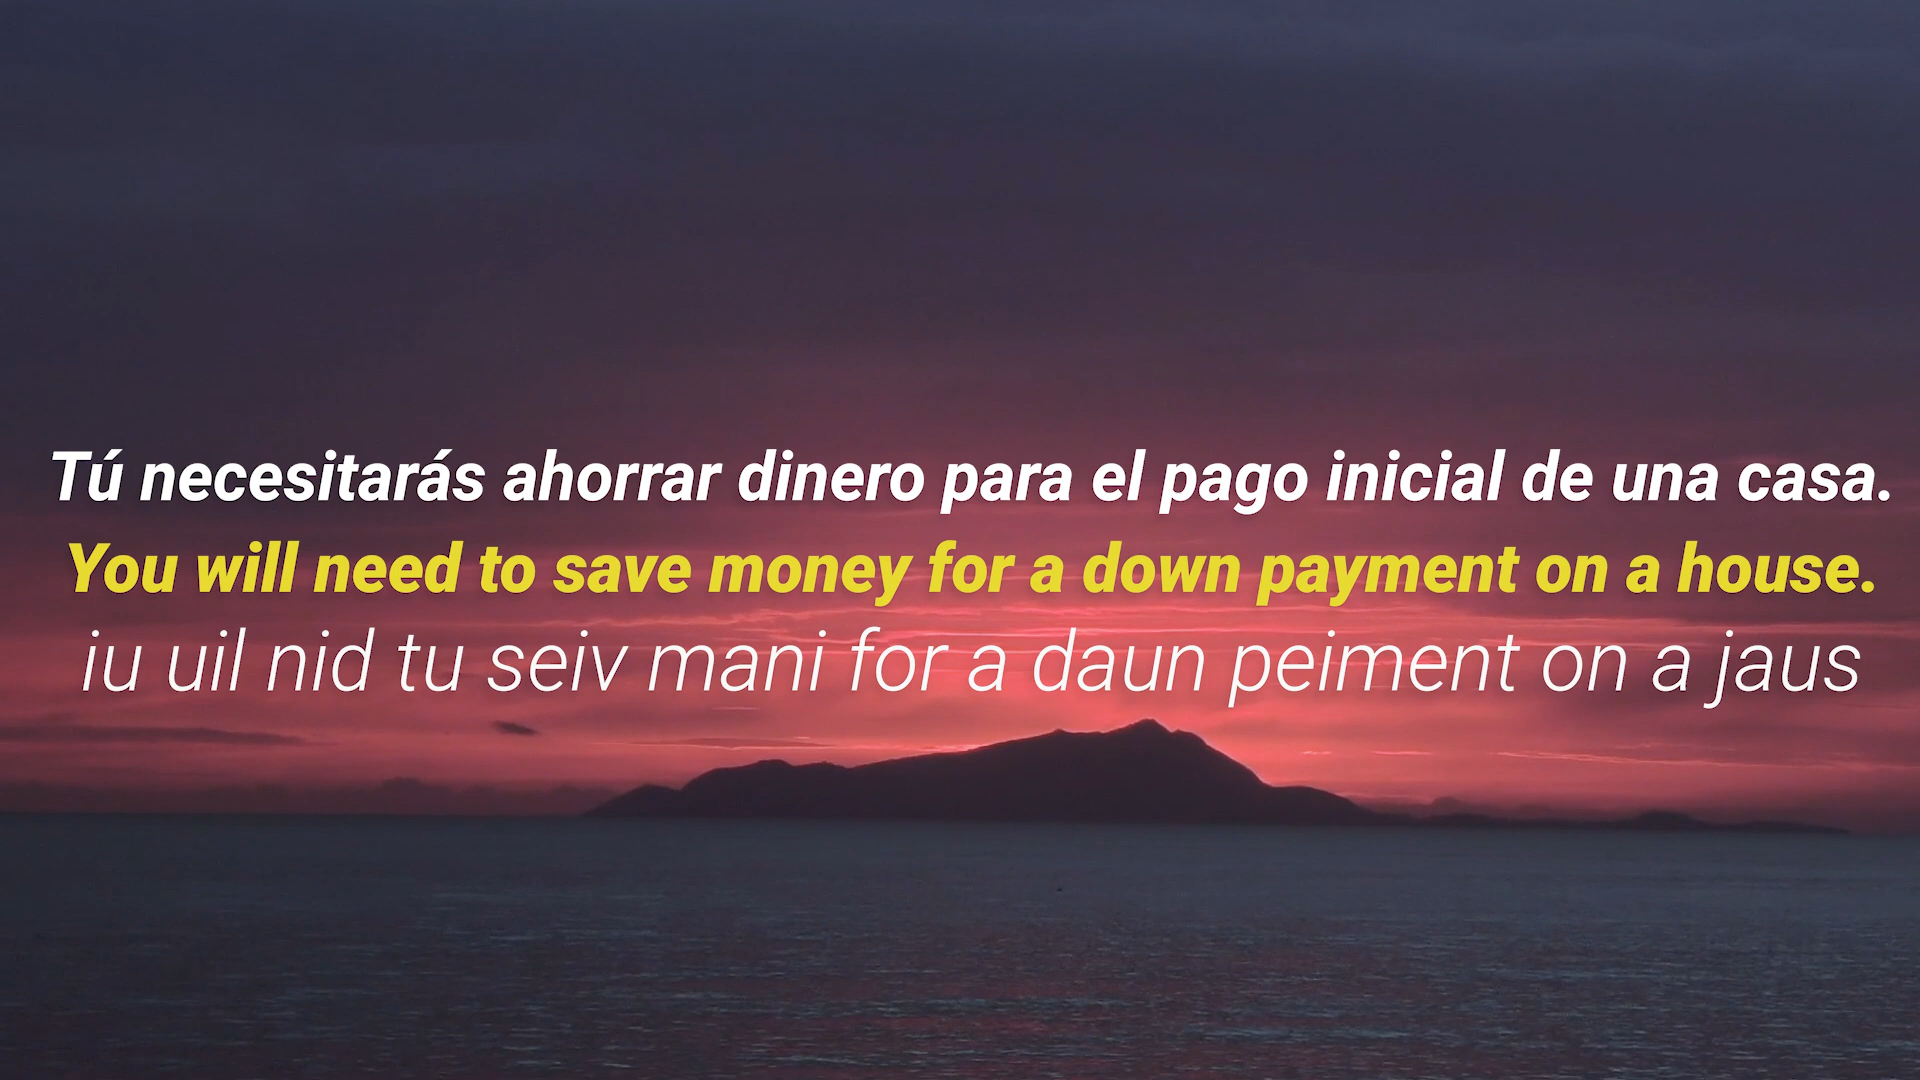 Tú necesitarás ahorrar dinero para el pago inicial de una casa.
You will need to save money for a down payment on a house.
iu uil nid tu seiv mani for a daun peiment on a jaus